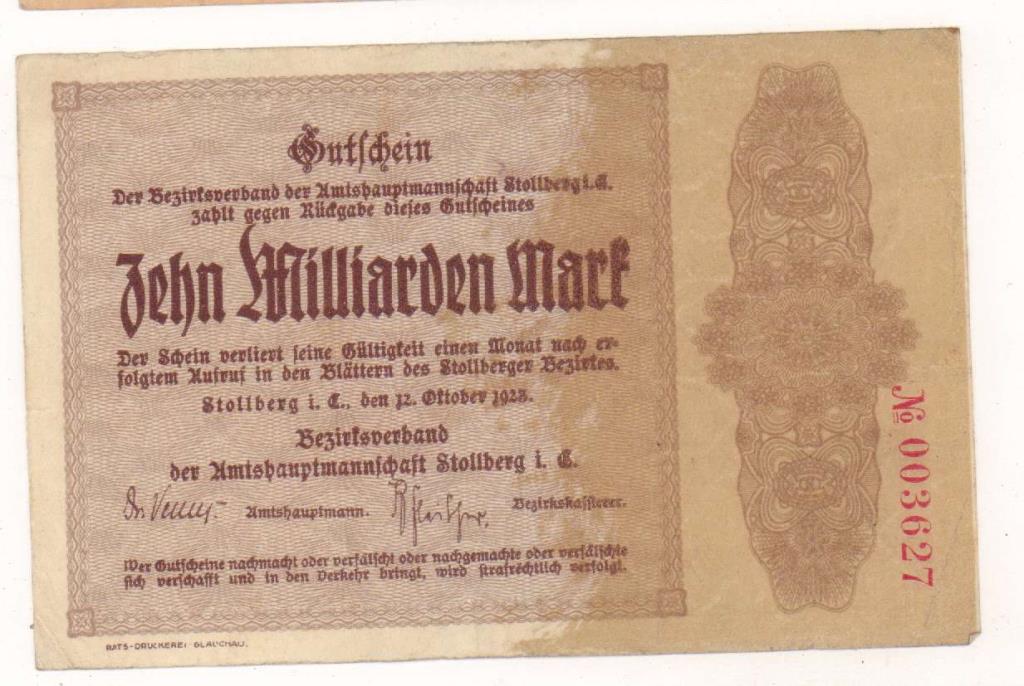 Gutschein
Der Bezirksverband der Amtshauptmannschaft Stollberg i. E.
zahlt gegen Rückgabe dieses Gutscheines
Zehn Milliarden Mark
Der Schein verliert seine Gültigkeit einen Monat nach er-
folgtem Aufruf in den Blättern des Stollberger Bezirkes.
Stollberg i. E., den 12. Oktober 1923.
Bezirksverband
der Amtshauptmannschaft Stollberg i. E.
Amtshauptmann. Bezirkskassierer.
Wer Gutscheine nachmacht oder verfälscht oder nachgemachte oder verfälschte
sich verschafft und in den Verkehr bringt, wird strafrechtlich verfolgt.
RATS-DRUCKEREI GLAUCHAU.
№ 003627